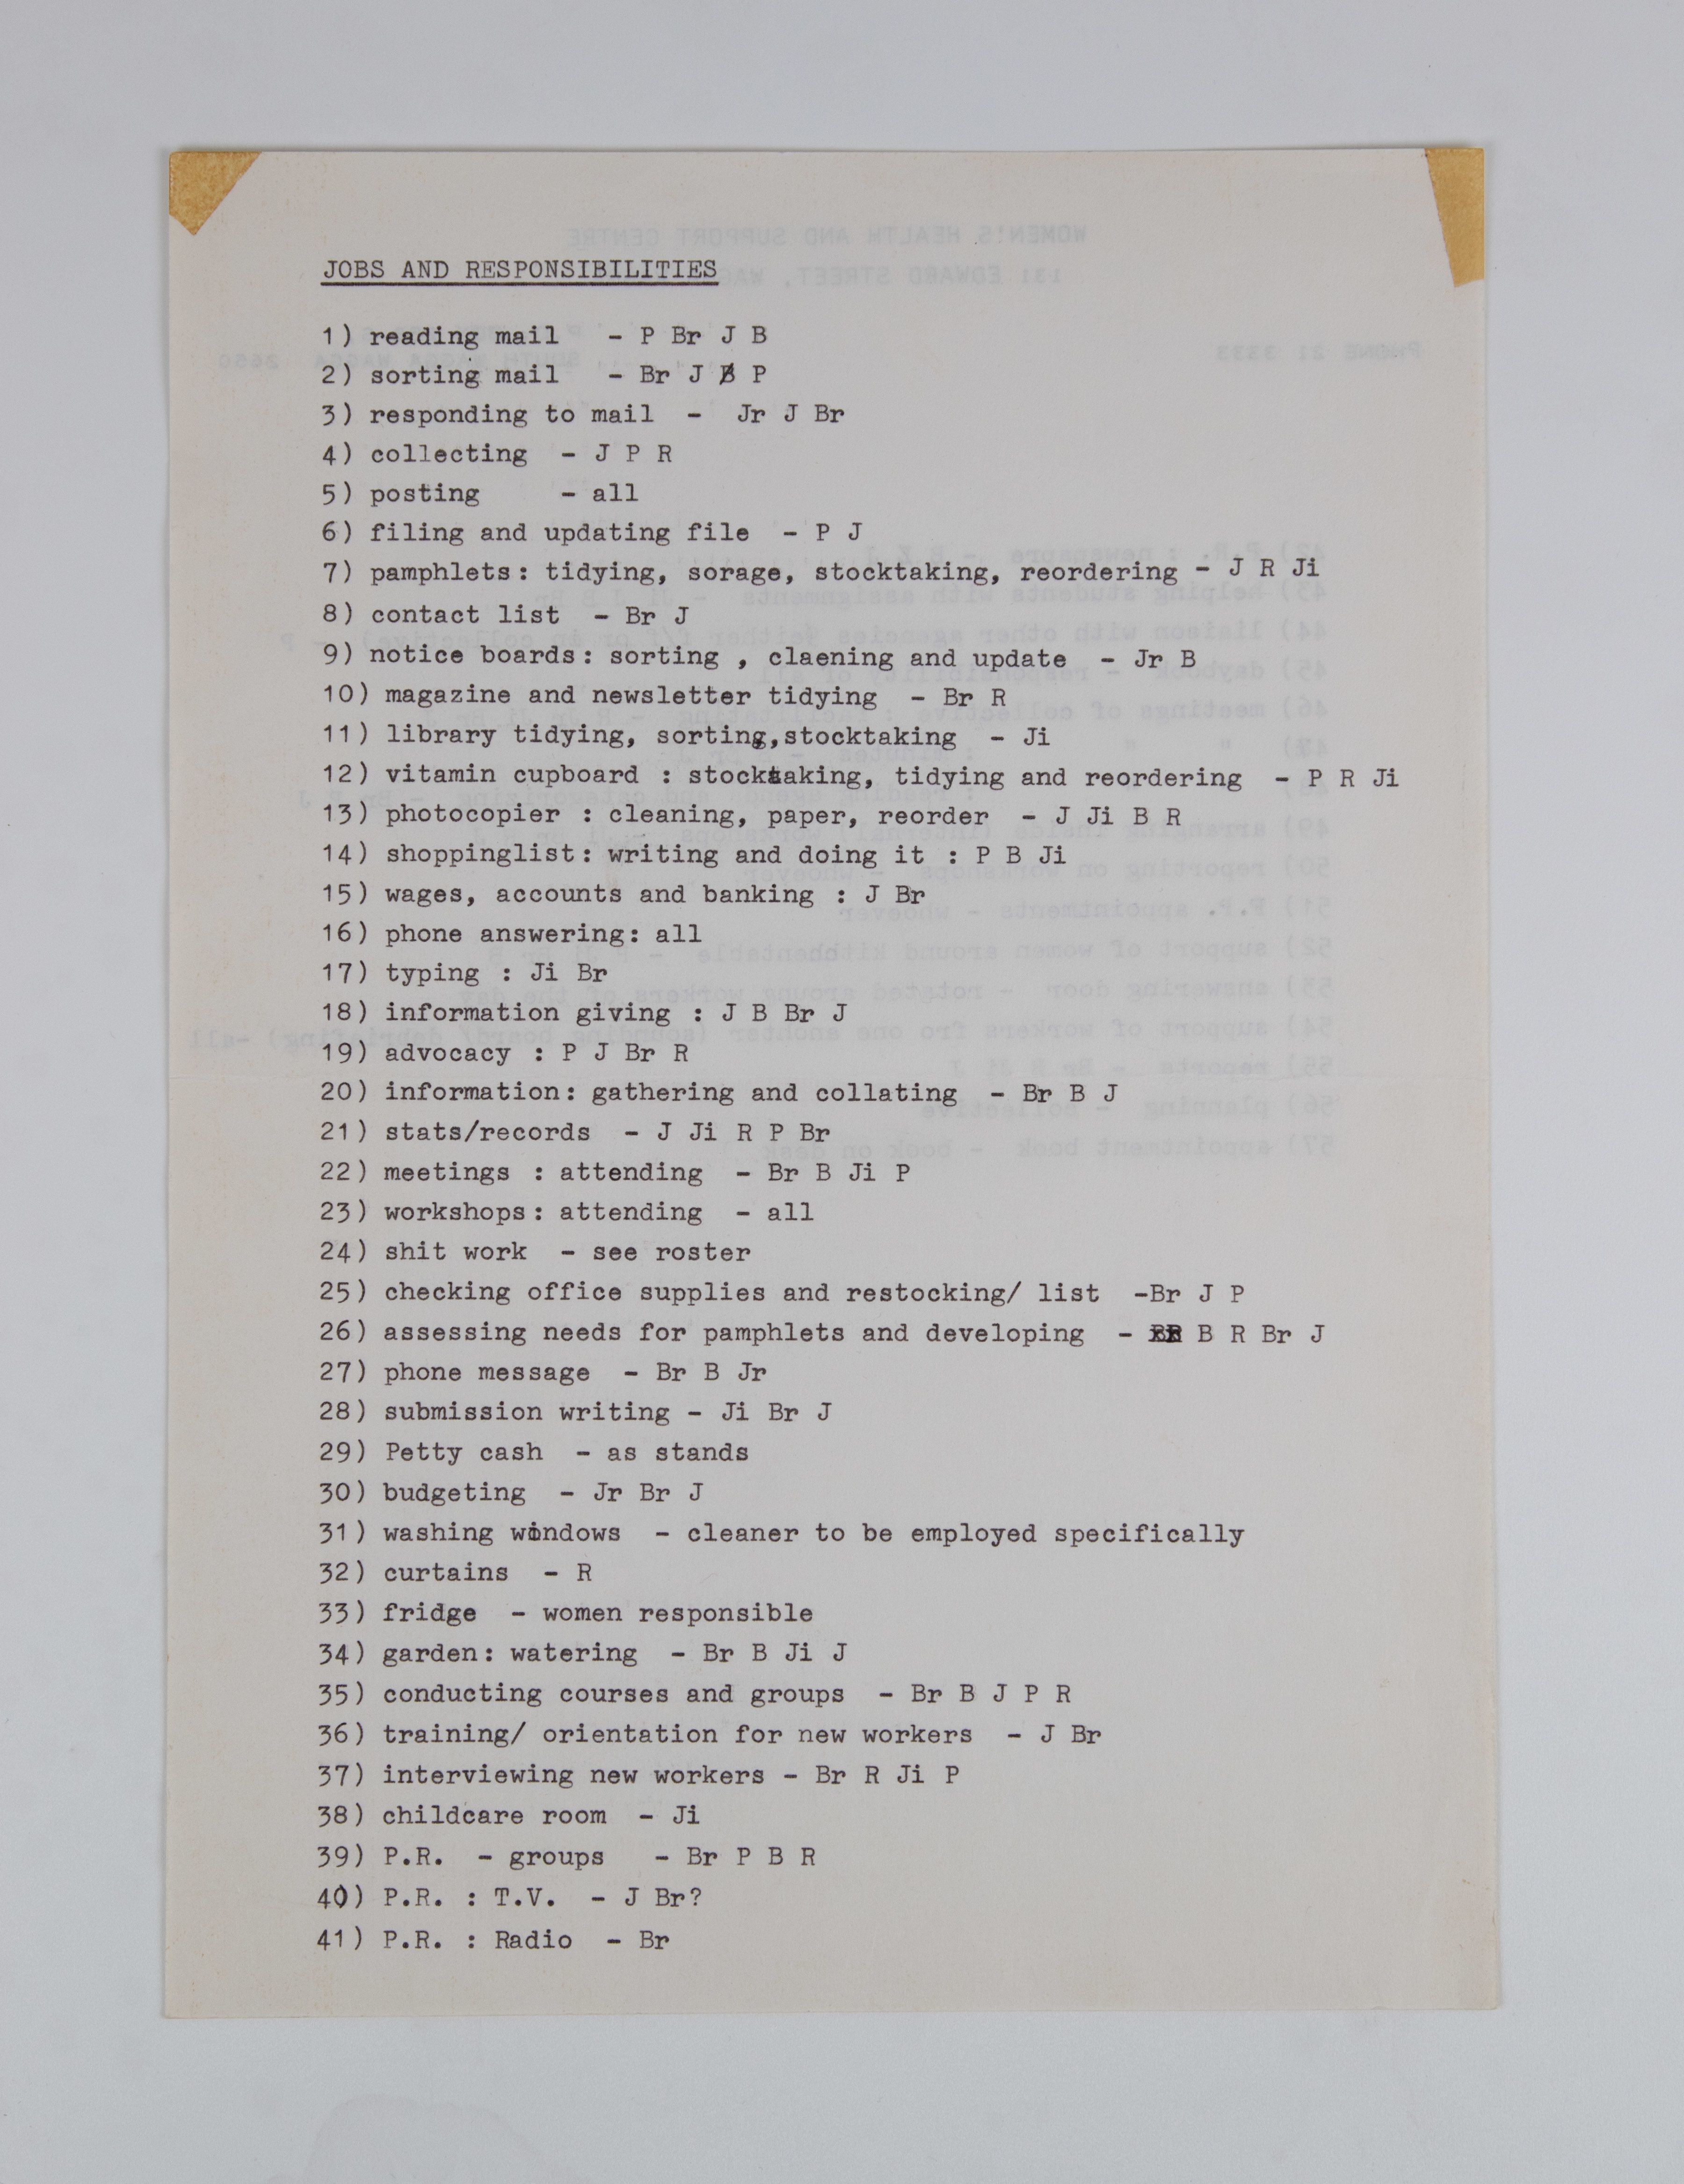 JOBS AND RESPONSIBILITIES
1) reading mail - P Br J B
2) sorting mail - Br J B P
3) responding to mail - Jr J Br
4) collecting - J P R
5) posting - all
6) filing and updating file - P J
7) pamphlets: tidying, sorage, stocktaking, reordering - J R Ji
8) contact list - Br J
9) notice boards: sorting , claening and update - Jr B
10) magazine and newsletter tidying - Br R
11) library tidying, sorting,stocktaking - Ji
12) vitamin cupboard : stocktaking, tidying and reordering - P R Ji
13) photocopier : cleaning, paper, reorder - J Ji B R
14) shoppinglist: writing and doing it : P B Ji
15) wages, accounts and banking : J Br
16) phone answering: all
17) typing : Ji Br
18) information giving : J B Br J
19) advocacy : P J Br R
20) information: gathering and collating - Br B J
21) stats/records - J Ji R P Br
22) meetings : attending - Br B Ji P
23) workshops: attending - all
24) shit work - see roster
25) checking office supplies and restocking/ list -Br J P
26) assessing needs for pamphlets and developing - B R Br J
27) phone message - Br B Jr
28) submission writing - Ji Br J
29) Petty cash - as stands
30) budgeting - Jr Br J
31) washing windows - cleaner to be employed specifically
32) curtains - R
33) fridge - women responsible
34) garden: watering - Br B Ji J
35) conducting courses and groups - Br B J P R
36) training/ orientation for new workers - J Br
37) interviewing new workers - Br R Ji P
38) childcare room - Ji
39) P.R. - groups - Br P B R
40) P.R. : T.V. - J Br?
41) P.R. : Radio - Br